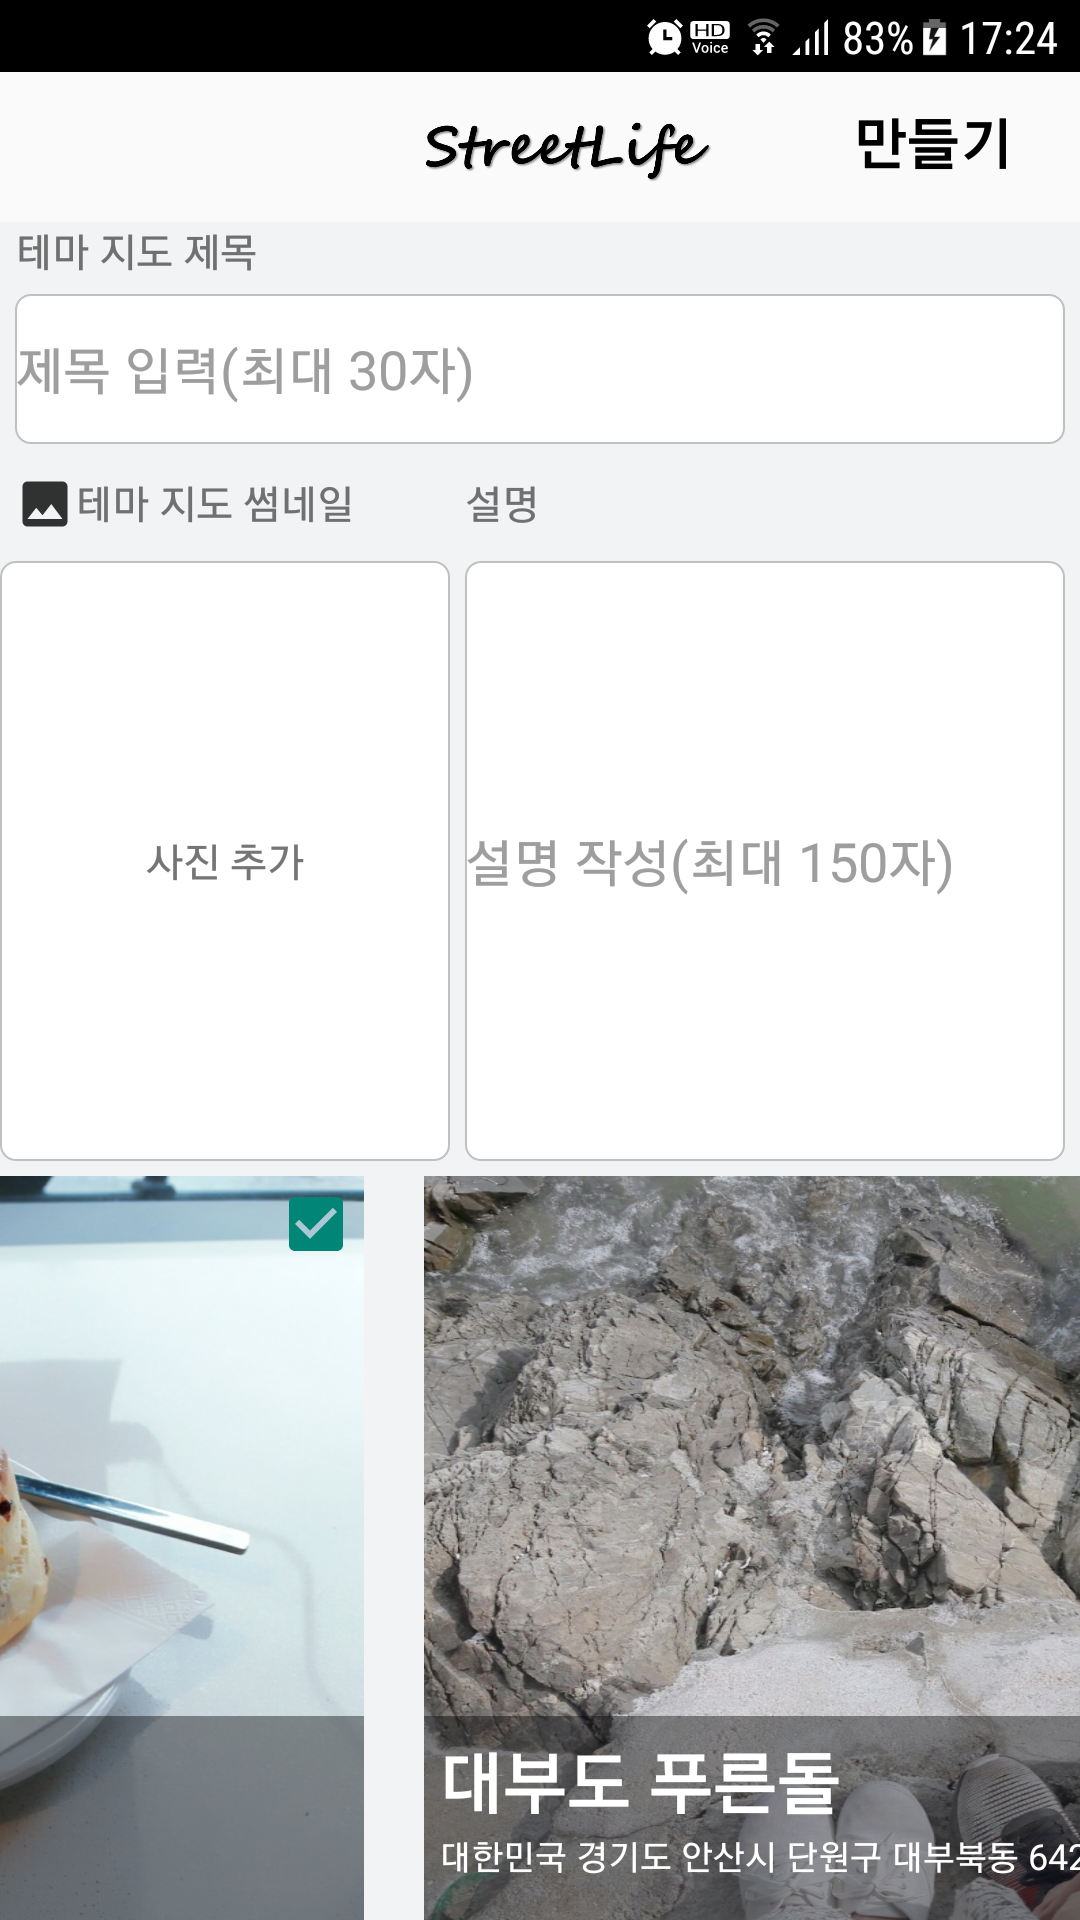 HD Voice 83% 17:24
StreetLife 만들기
테마 지도 제목
제목 입력(최대 30자)
테마 지도 썸네일 설명
사진 추가
설명 작성(최대 150자)
대부도 푸른돌
대한민국 경기도 안산시 단원구 대부북동 642